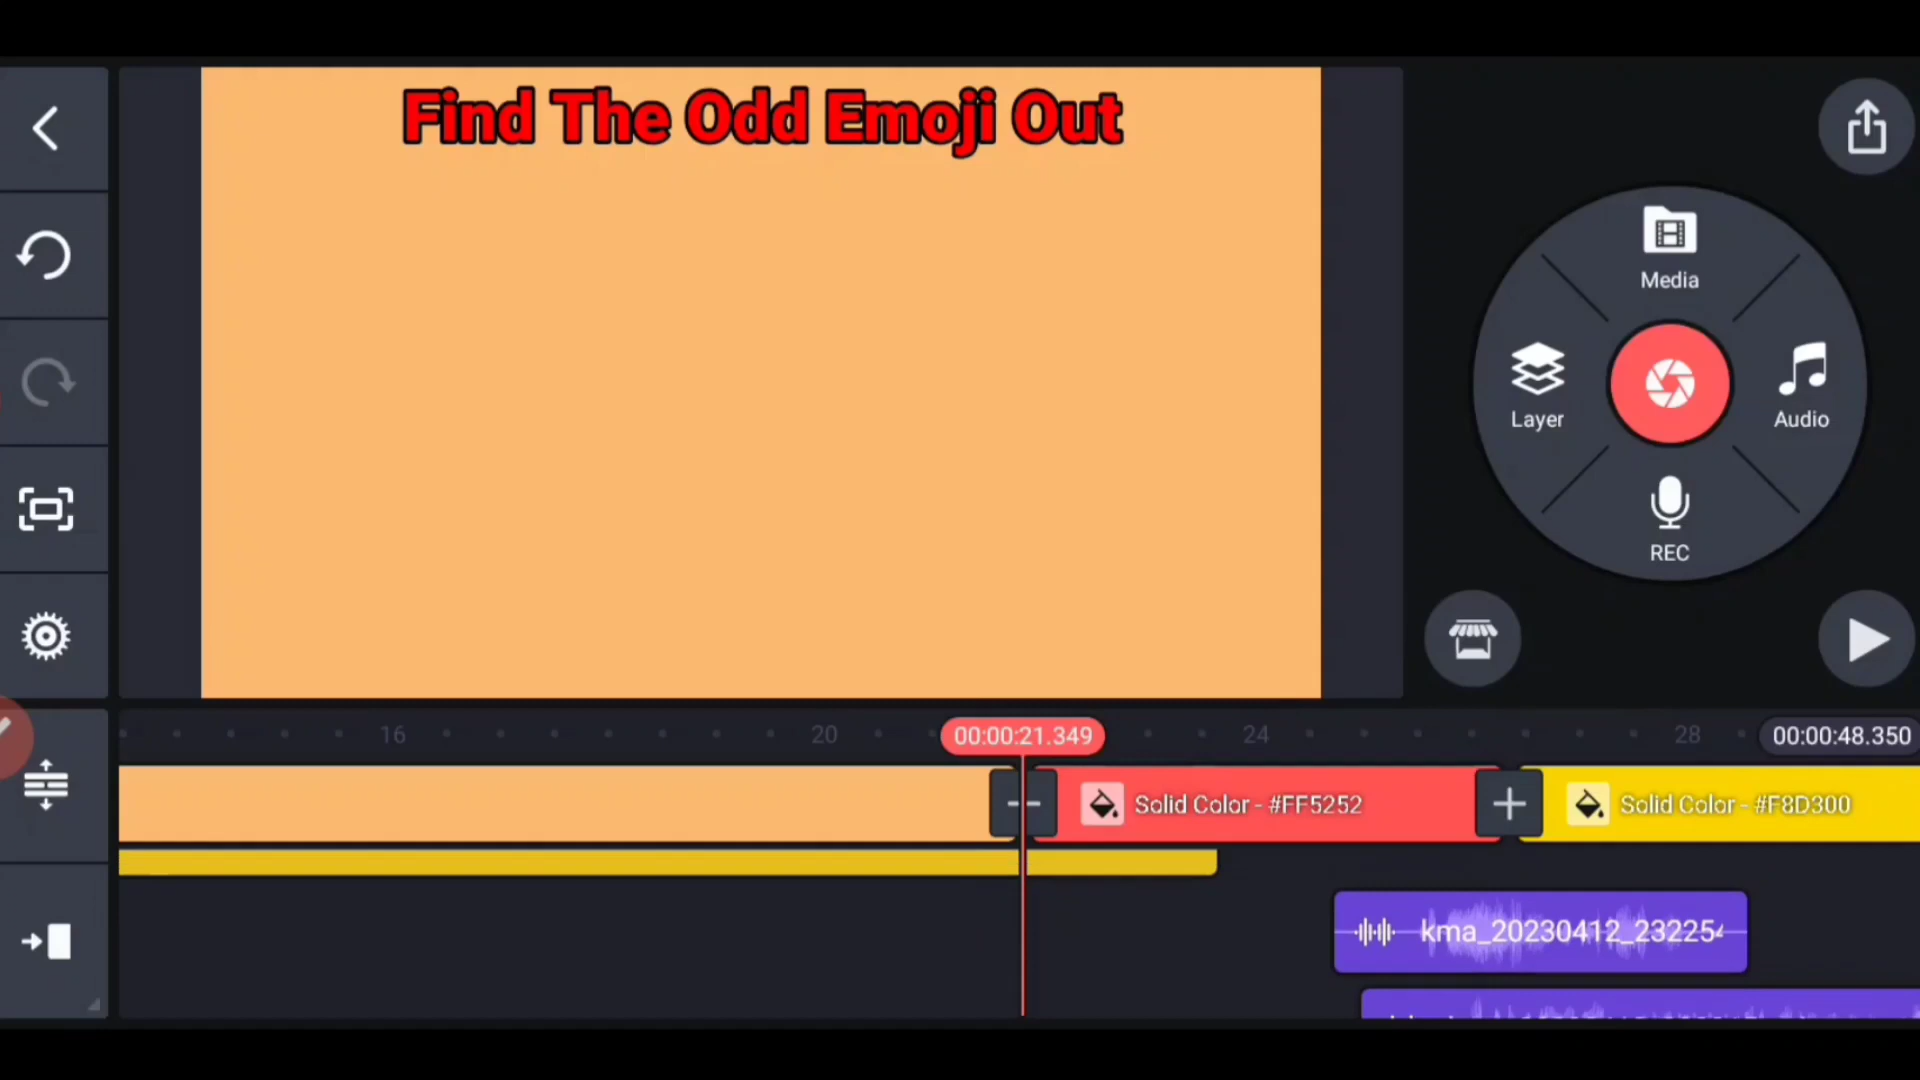 Find The Odd Emoji Out
Media
Layer
Audio
REC
16
20
00:00:21.349
24
28
00:00:48.350
Solid Color - #FF5252
Solid Color - #F8D300
kma_20230412_232254